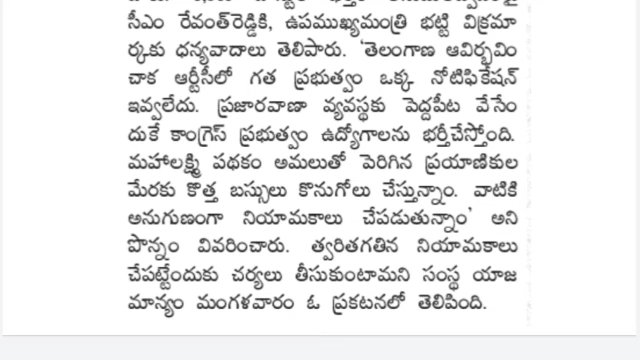 సీఎం రేవంత్‌రెడ్డికి, ఉపముఖ్యమంత్రి భట్టి విక్రమా
ర్కకు ధన్యవాదాలు తెలిపారు. 'తెలంగాణ ఆవిర్భవిం
చాక ఆర్టీసీలో గత ప్రభుత్వం ఒక్క నోటిఫికేషన్
ఇవ్వలేదు. ప్రజారవాణా వ్యవస్థకు పెద్దపీట వేసేం
దుకే కాంగ్రెస్ ప్రభుత్వం ఉద్యోగాలను భర్తీచేస్తోంది.
మహాలక్ష్మి పథకం అమలుతో పెరిగిన ప్రయాణికుల
మేరకు కొత్త బస్సులు కొనుగోలు చేస్తున్నాం. వాటికి
అనుగుణంగా నియామకాలు చేపడుతున్నాం' అని
పొన్నం వివరించారు. త్వరితగతిన నియామకాలు
చేపట్టేందుకు చర్యలు తీసుకుంటామని సంస్థ యాజ
మాన్యం మంగళవారం ఓ ప్రకటనలో తెలిపింది.